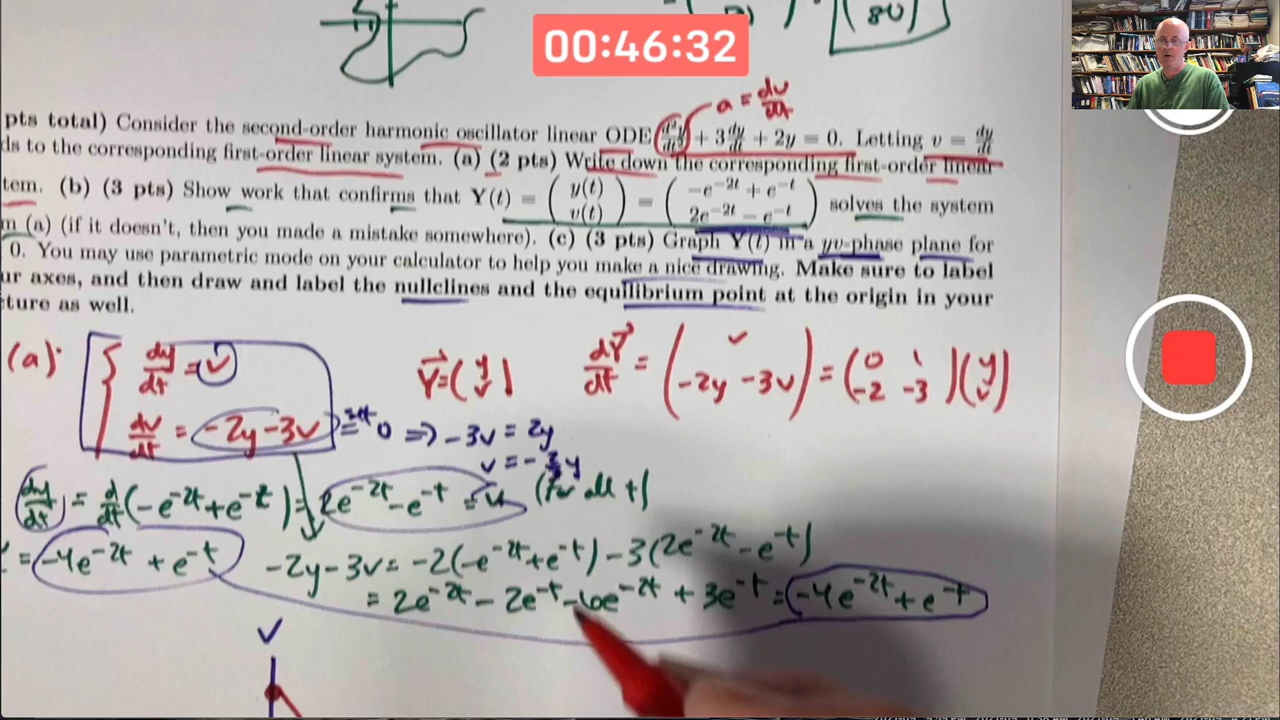 80
00:46:32
a = dv/dt
pts total) Consider the second-order harmonic oscillator linear ODE d²y/dt² + 3 dy/dt + 2y = 0. Letting v = dy/dt
ds to the corresponding first-order linear system. (a) (2 pts) Write down the corresponding first-order linear
tem. (b) (3 pts) Show work that confirms that Y(t) = ( y(t) v(t) ) = ( −e^{−2t} + e^{−t} 2e^{−2t} − e^{−t} ) solves the system
m (a) (if it doesn't, then you made a mistake somewhere). (c) (3 pts) Graph Y(t) in a yv-phase plane for
0. You may use parametric mode on your calculator to help you make a nice drawing. Make sure to label
ur axes, and then draw and label the nullclines and the equilibrium point at the origin in your
ture as well.
(a): { dy/dt = v Y⃗ = ( y v ) dY⃗/dt = ( v −2y −3v ) = ( 0 1 −2 −3 )( y v )
dv/dt = −2y −3v = 0 ⇒ −3v = 2y
v = −2/3 y
dy/dt = d/dt(−e^{−2t} + e^{−t}) = 2e^{−2t} − e^{−t} = v (for all t)
= −4e^{−2t} + e^{−t} −2y −3v = −2(−e^{−2t} + e^{−t}) − 3(2e^{−2t} − e^{−t})
= 2e^{−2t} − 2e^{−t} − 6e^{−2t} + 3e^{−t} = −4e^{−2t} + e^{−t}
v